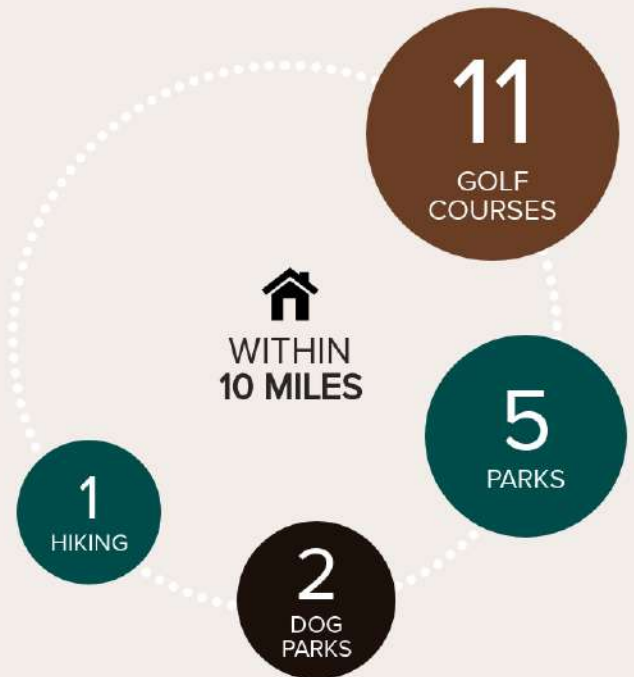 11
GOLF
COURSES
WITHIN
10 MILES
5
PARKS
1
HIKING
2
DOG
PARKS